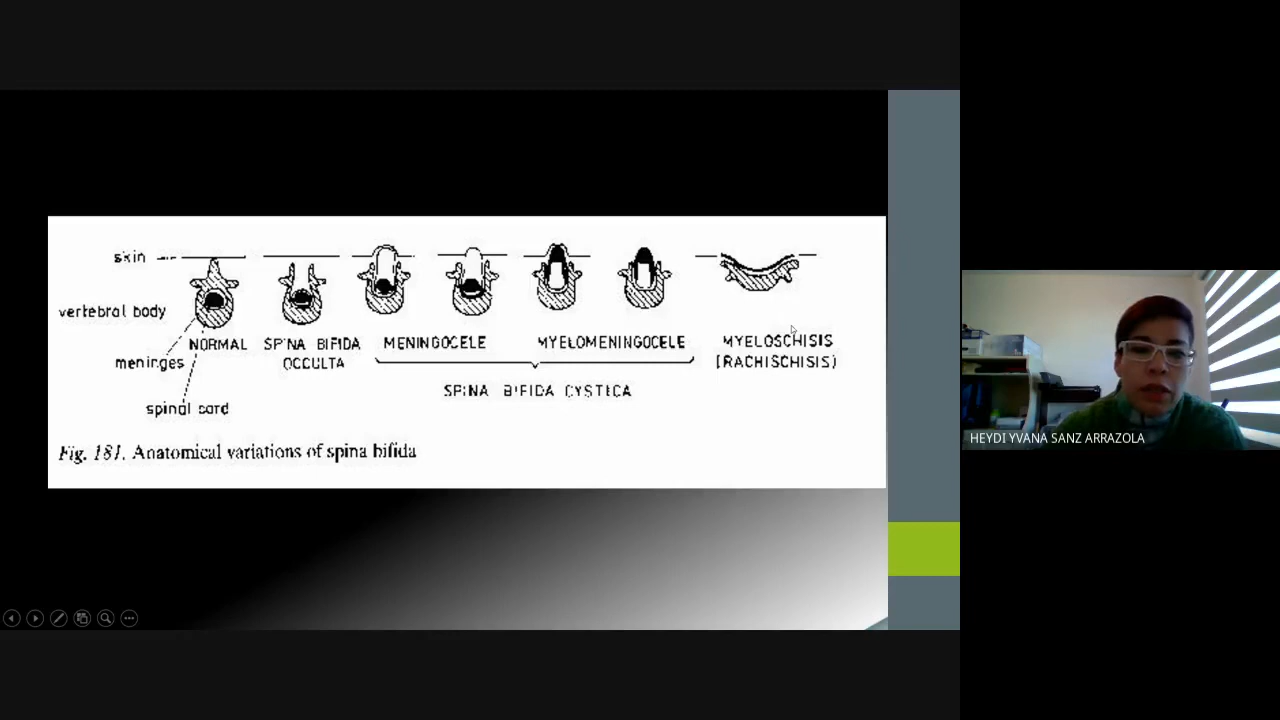 skin
vertebral body
meninges
spinal cord
NORMAL
SPINA BIFIDA
OCCULTA
MENINGOCELE
MYELOMENINGOCELE
MYELOSCHISIS
(RACHISCHISIS)
SPINA BIFIDA CYSTICA
Fig. 181. Anatomical variations of spina bifida
HEYDI YVANA SANZ ARRAZOLA